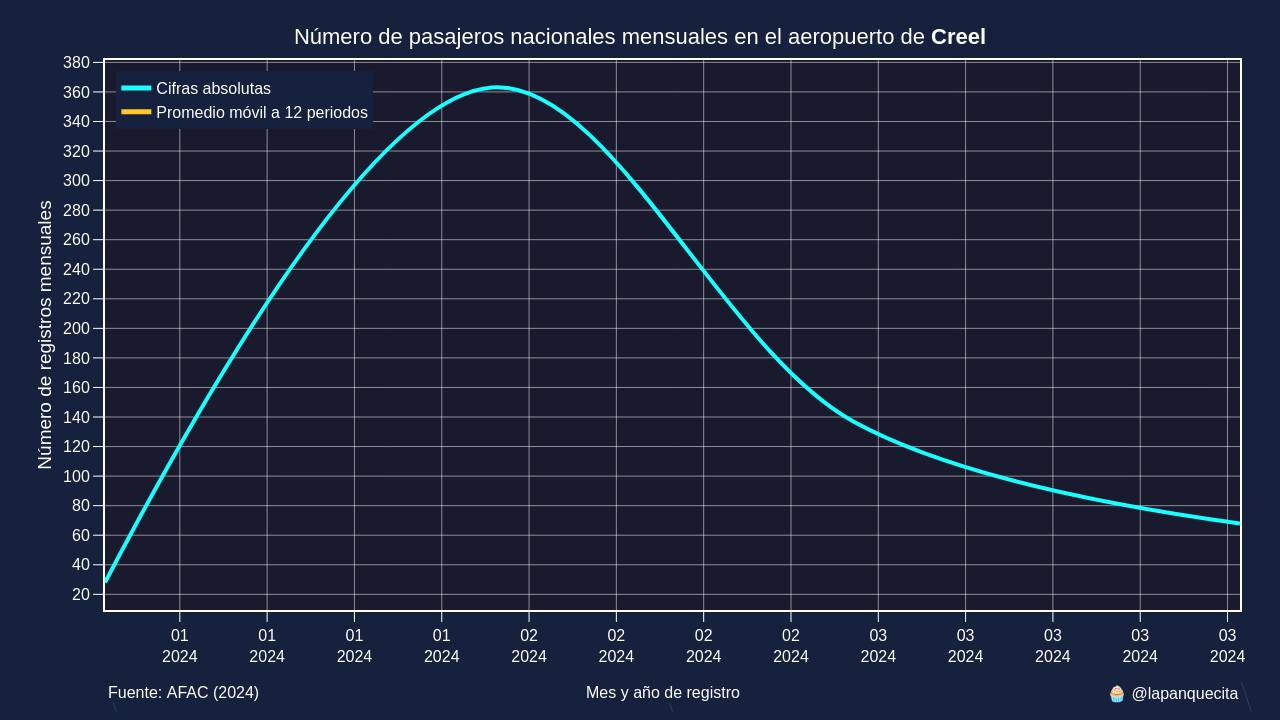 Número de pasajeros nacionales mensuales en el aeropuerto de Creel
Cifras absolutas
Promedio móvil a 12 periodos
Número de registros mensuales
380
360
340
320
300
280
260
240
220
200
180
160
140
120
100
80
60
40
20
01 01 01 01 02 02 02 02 03 03 03 03 03
2024 2024 2024 2024 2024 2024 2024 2024 2024 2024 2024 2024 2024
Fuente: AFAC (2024) Mes y año de registro 🧁 @lapanquecita